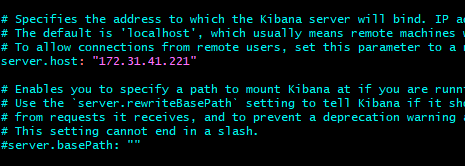 # Specifies the address to which the Kibana server will bind. IP
# The default is 'localhost', which usually means remote machines
# To allow connections from remote users, set this parameter to a
server.host: "172.31.41.221"
# Enables you to specify a path to mount Kibana at if you are
# Use the `server.rewriteBasePath` setting to tell Kibana if it
# from requests it receives, and to prevent a deprecation warning
# This setting cannot end in a slash.
#server.basePath: ""